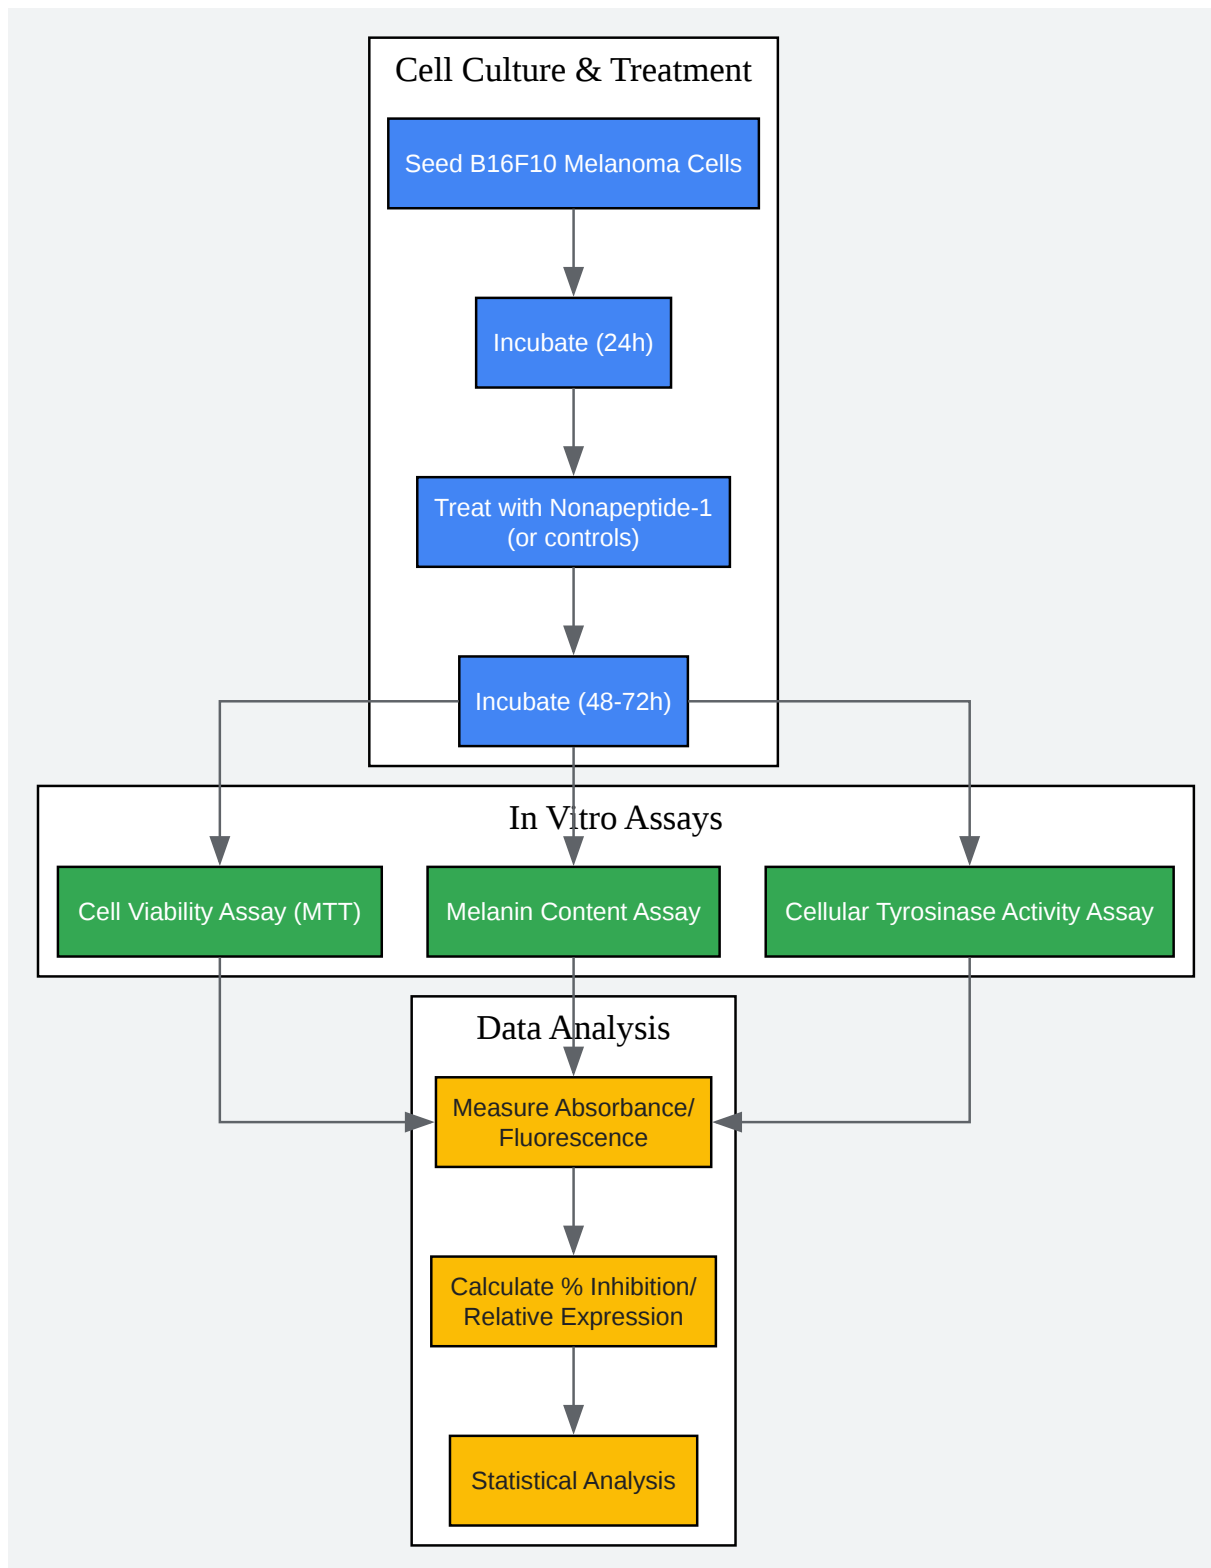 Cell Culture & Treatment
Seed B16F10 Melanoma Cells
Incubate (24h)
Treat with Nonapeptide-1
(or controls)
Incubate (48-72h)
In Vitro Assays
Cell Viability Assay (MTT)
Melanin Content Assay
Cellular Tyrosinase Activity Assay
Data Analysis
Measure Absorbance/
Fluorescence
Calculate % Inhibition/
Relative Expression
Statistical Analysis